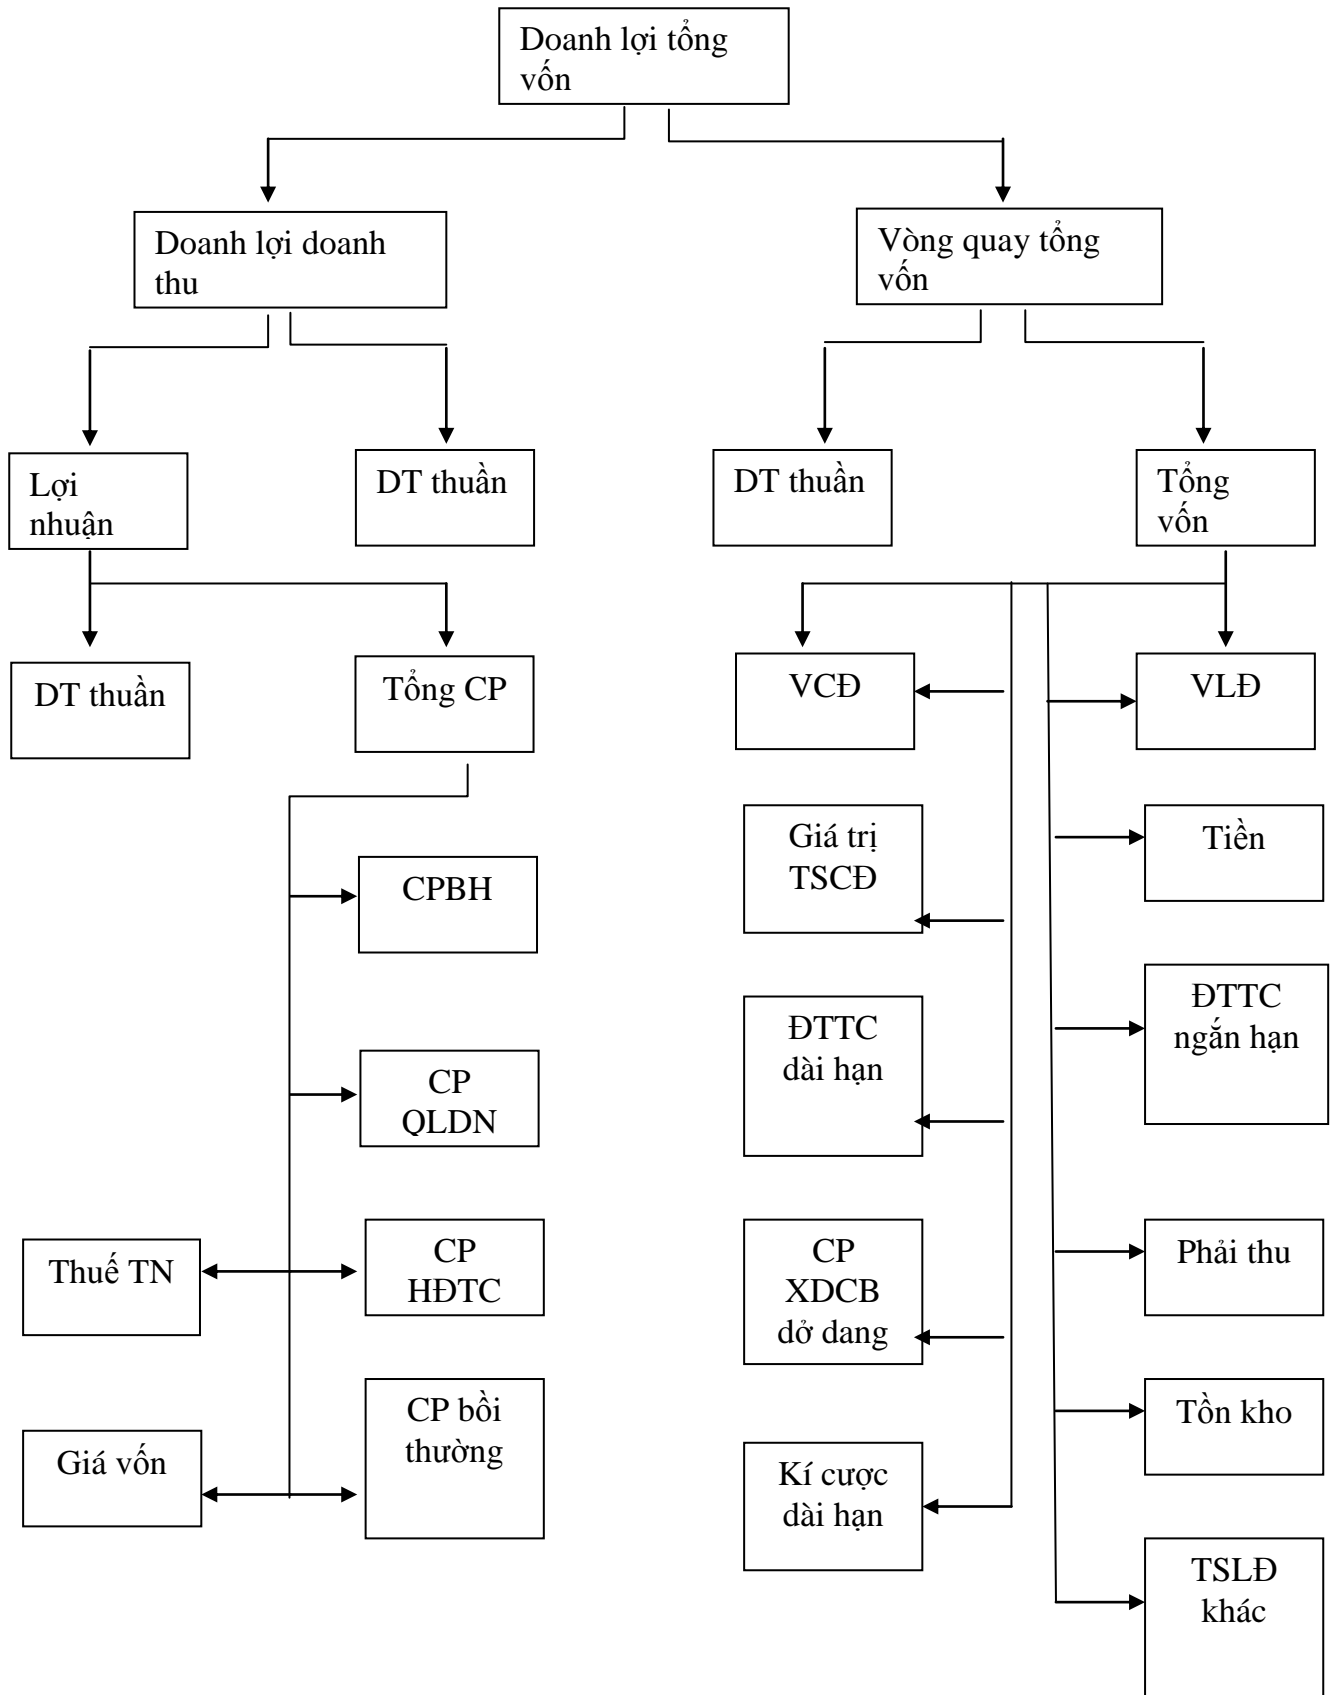 Doanh lợi tổng
vốn
Doanh lợi doanh
thu
Vòng quay tổng
vốn
Lợi
nhuận
DT thuần
DT thuần
Tổng
vốn
DT thuần
Tổng CP
VCĐ
VLĐ
Giá trị
TSCĐ
Tiền
CPBH
ĐTTC
dài hạn
ĐTTC
ngắn hạn
CP
QLDN
Thuế TN
CP
HĐTC
CP
XDCB
dở dang
Phải thu
Giá vốn
CP bồi
thường
Kí cược
dài hạn
Tồn kho
TSLĐ
khác